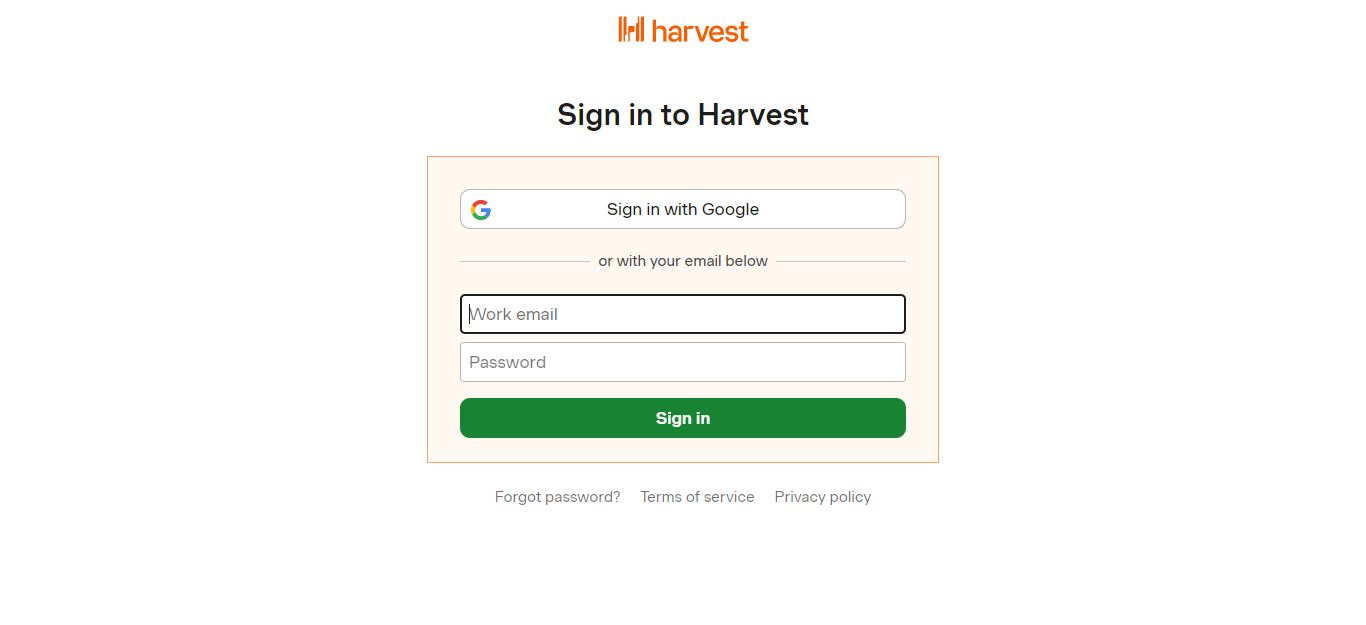 harvest
Sign in to Harvest
Sign in with Google
or with your email below
Work email
Password
Sign in
Forgot password? Terms of service Privacy policy